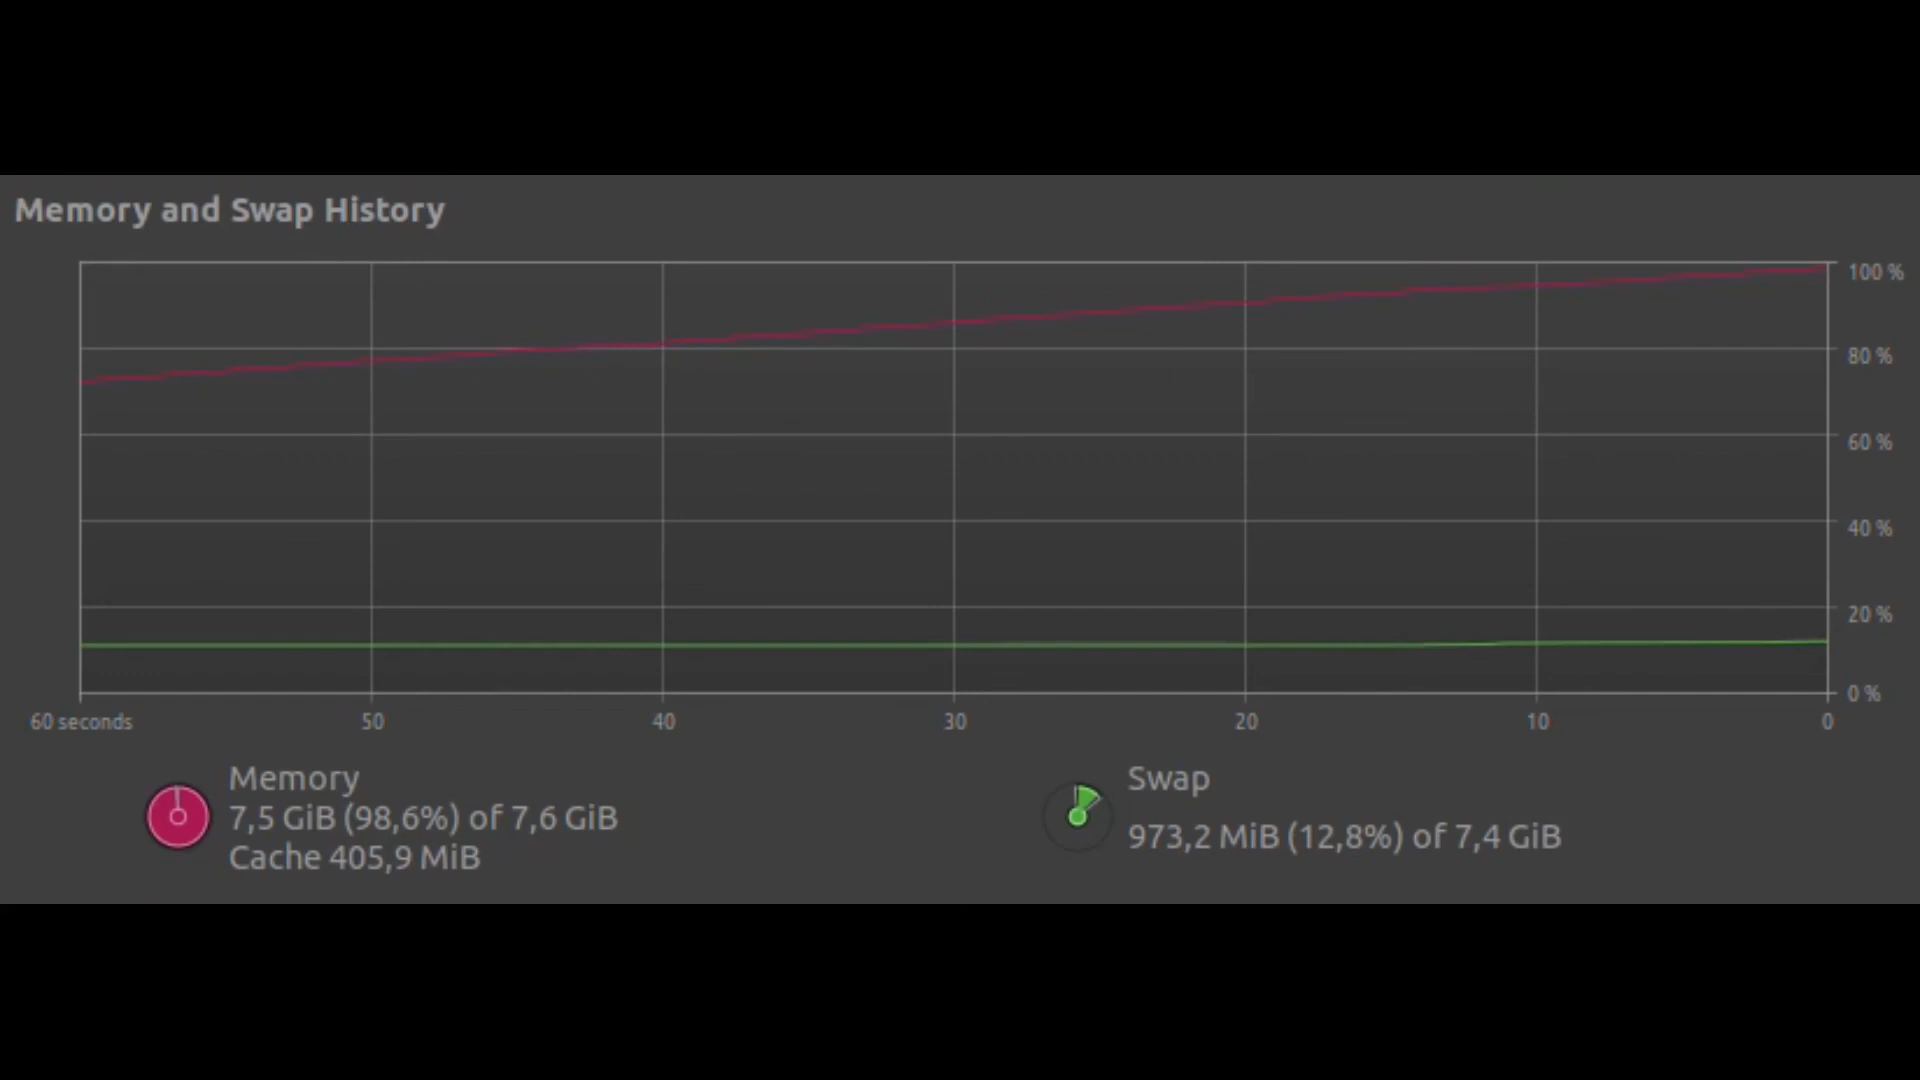 Memory and Swap History
100 %
80 %
60 %
40 %
20 %
0 %
60 seconds 50 40 30 20 10 0
Memory
7,5 GiB (98,6%) of 7,6 GiB
Cache 405,9 MiB
Swap
973,2 MiB (12,8%) of 7,4 GiB